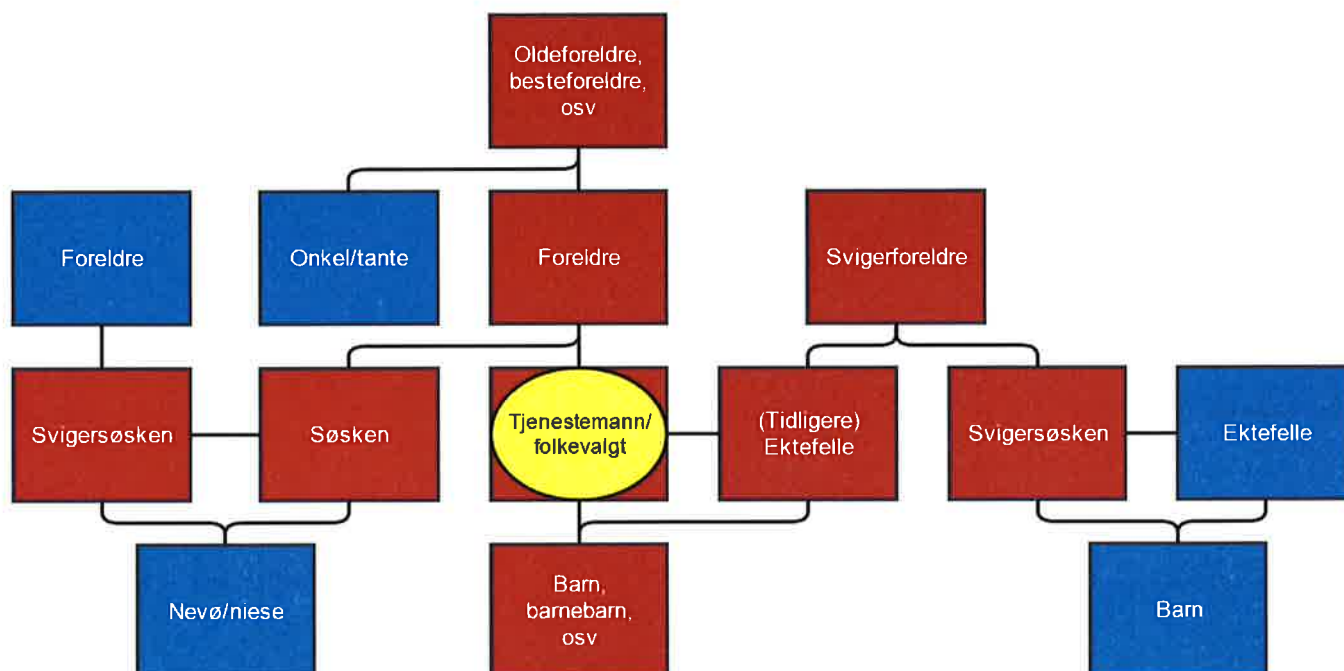 Oldeforeldre,
besteforeldre,
osv
Foreldre
Onkel/tante
Foreldre
Svigerforeldre
Svigersøsken
Søsken
Tjenestemann/
folkevalgt
(Tidligere)
Ektefelle
Svigersøsken
Ektefelle
Nevø/niese
Barn,
barnebarn,
osv
Barn